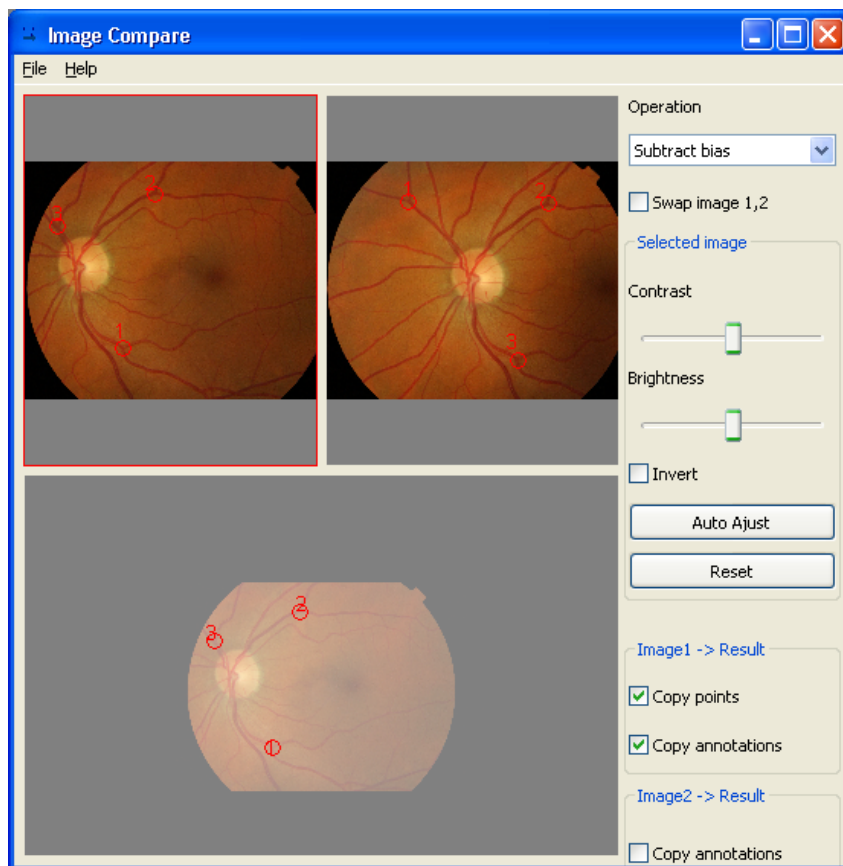 Image Compare
File Help
Operation
Subtract bias
Swap image 1,2
Selected image
Contrast
Brightness
Invert
Auto Ajust
Reset
Image1 -> Result
Copy points
Copy annotations
Image2 -> Result
Copy annotations
2
3
1
1
2
3
2
3
1